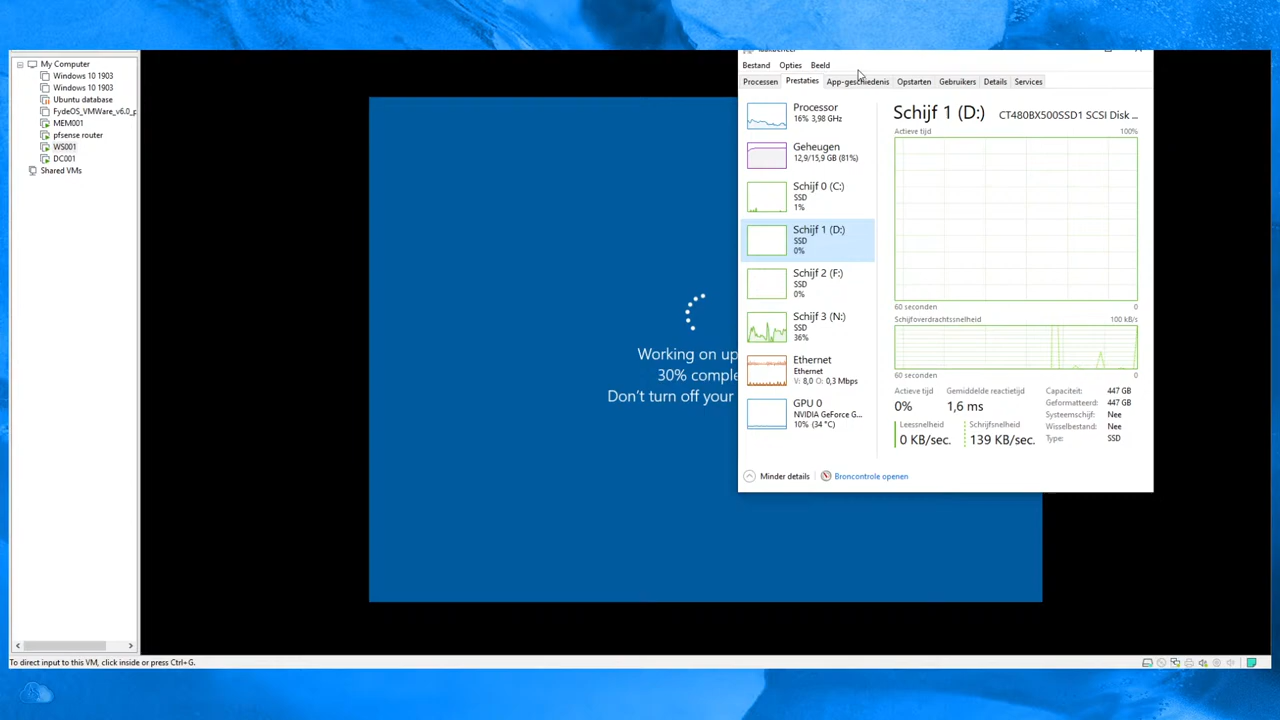 My Computer
Windows 10 1903
Windows 10 1903
Ubuntu database
FydeOS_VMWare_v6.0_p
MEM001
pfsense router
WS001
DC001
Shared VMs
Working on up
30% comple
Don't turn off your
Bestand Opties Beeld
Processen Prestaties App-geschiedenis Opstarten Gebruikers Details Services
Processor
16% 3,98 GHz
Geheugen
12,9/15,9 GB (81%)
Schijf 0 (C:)
SSD
1%
Schijf 1 (D:)
SSD
0%
Schijf 2 (F:)
SSD
0%
Schijf 3 (N:)
SSD
36%
Ethernet
Ethernet
V: 8,0 O: 0,3 Mbps
GPU 0
NVIDIA GeForce G...
10% (34 °C)
Schijf 1 (D:) CT480BX500SSD1 SCSI Disk ...
Actieve tijd 100%
60 seconden 0
Schijfoverdrachtssnelheid 100 kB/s
60 seconden 0
Actieve tijd Gemiddelde reactietijd
0% 1,6 ms
Leessnelheid Schrijfsnelheid
0 KB/sec. 139 KB/sec.
Capaciteit: 447 GB
Geformatteerd: 447 GB
Systeemschijf: Nee
Wisselbestand: Nee
Type: SSD
Minder details Broncontrole openen
To direct input to this VM, click inside or press Ctrl+G.